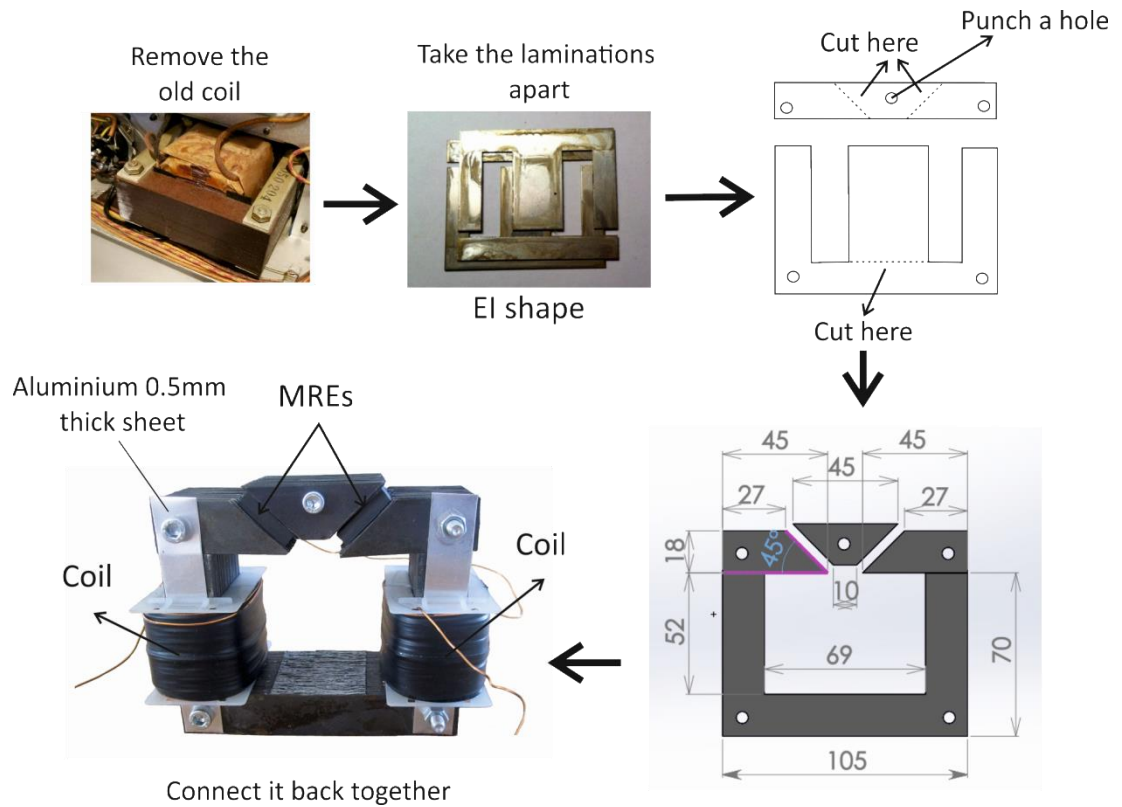 Remove the
old coil
Take the laminations
apart
EI shape
Cut here
Punch a hole
Cut here
45
45
45
27
27
18
45°
10
52
69
70
105
Aluminium 0.5mm
thick sheet
MREs
Coil
Coil
Connect it back together